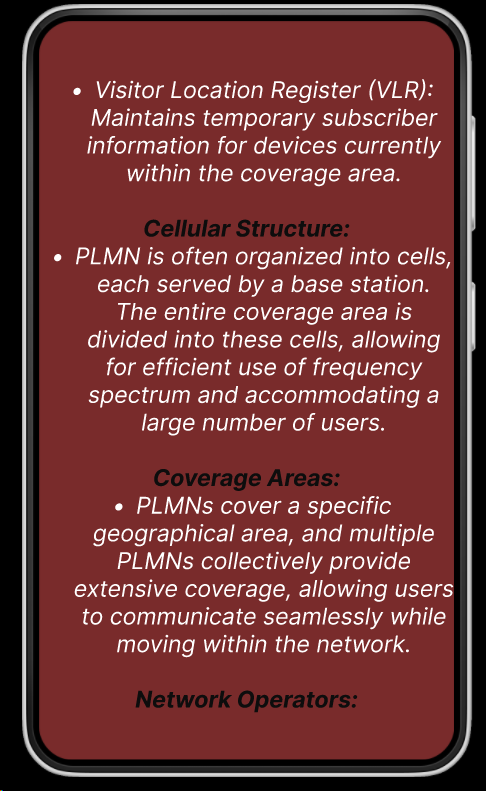 • Visitor Location Register (VLR):
Maintains temporary subscriber
information for devices currently
within the coverage area.
Cellular Structure:
• PLMN is often organized into cells,
each served by a base station.
The entire coverage area is
divided into these cells, allowing
for efficient use of frequency
spectrum and accommodating a
large number of users.
Coverage Areas:
• PLMNs cover a specific
geographical area, and multiple
PLMNs collectively provide
extensive coverage, allowing users
to communicate seamlessly while
moving within the network.
Network Operators: